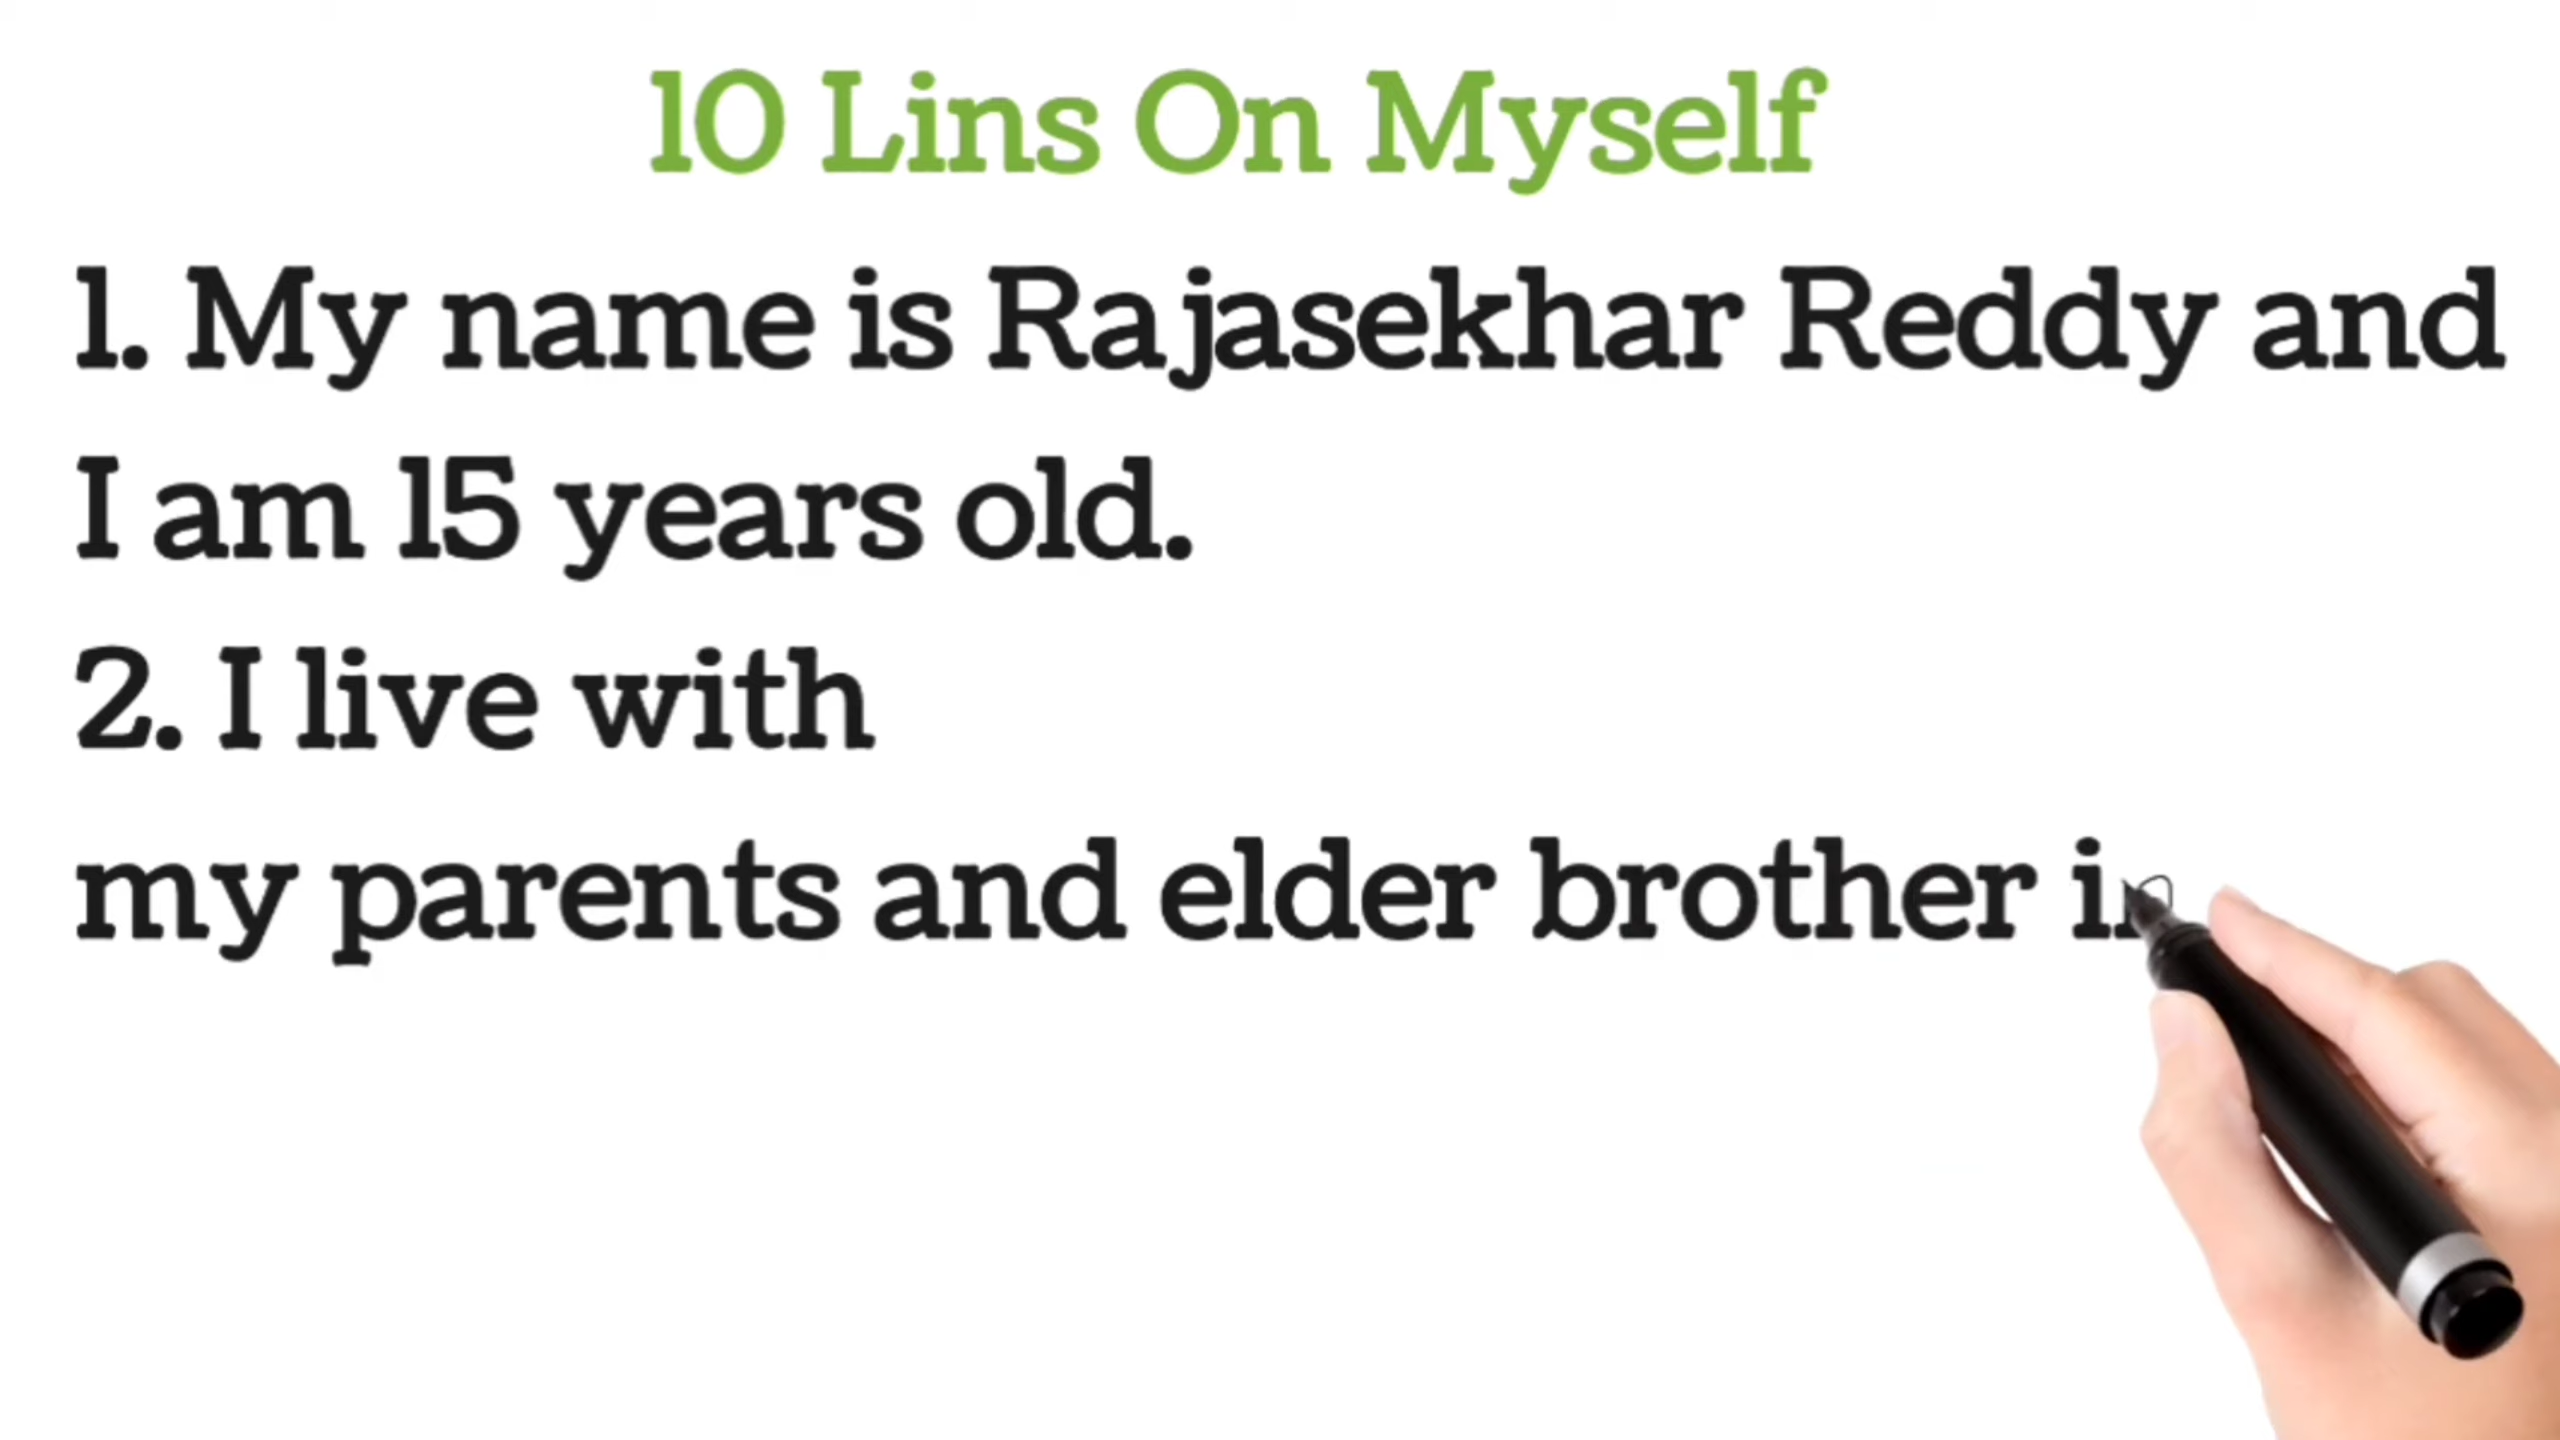 10 Lins On Myself
1. My name is Rajasekhar Reddy and
I am 15 years old.
2. I live with
my parents and elder brother